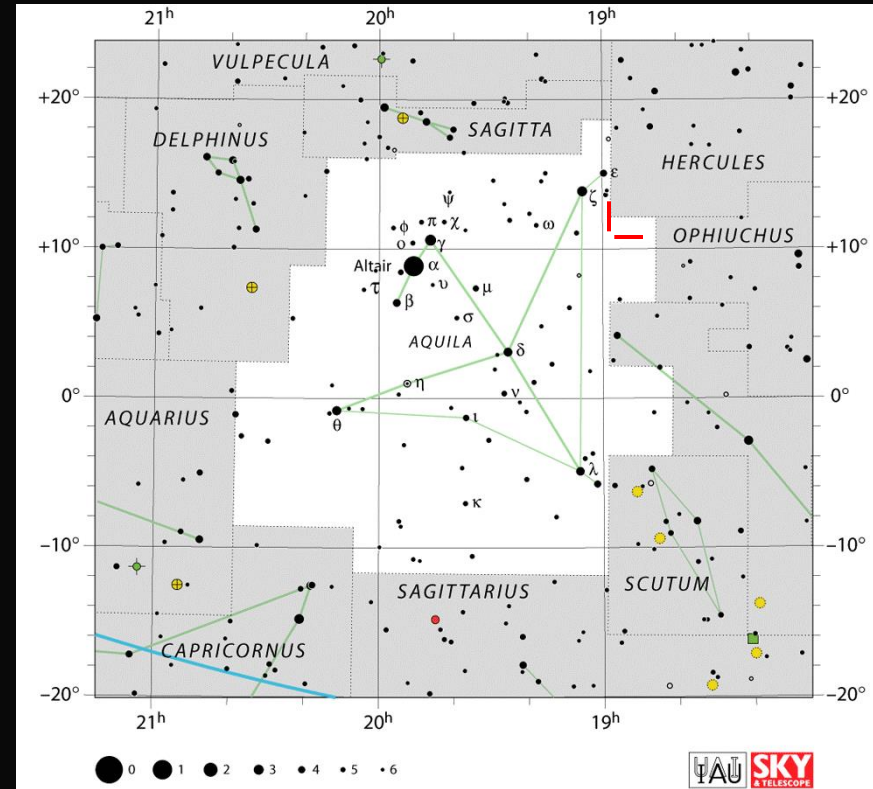 21h 20h 19h
VULPECULA
+20° +20°
SAGITTA
DELPHINUS
HERCULES
ε
ζ
ψ
ϕ π χ ω
+10° ο γ OPHIUCHUS +10°
Altair α
τ υ μ
β
σ
AQUILA δ
η ν
0° 0°
AQUARIUS θ ι
λ
κ
−10° −10°
SAGITTARIUS SCUTUM
CAPRICORNUS
−20° −20°
21h 20h 19h
0 1 2 3 4 5 6
IAU SKY
& TELESCOPE